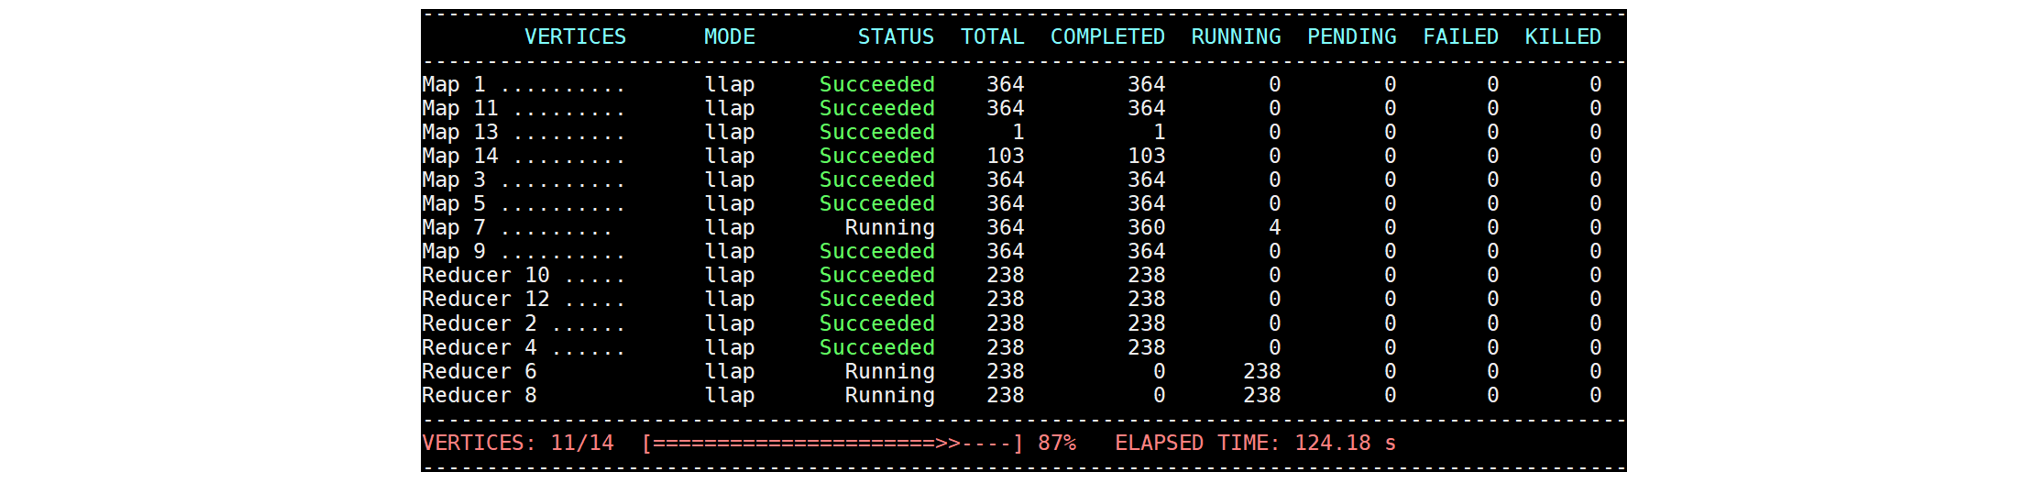 ----------------------------------------------------------------------------------------------
        VERTICES      MODE        STATUS  TOTAL  COMPLETED  RUNNING  PENDING  FAILED  KILLED
----------------------------------------------------------------------------------------------
Map 1 ..........      llap     Succeeded    364        364        0        0       0       0
Map 11 .........      llap     Succeeded    364        364        0        0       0       0
Map 13 .........      llap     Succeeded      1          1        0        0       0       0
Map 14 .........      llap     Succeeded    103        103        0        0       0       0
Map 3 ..........      llap     Succeeded    364        364        0        0       0       0
Map 5 ..........      llap     Succeeded    364        364        0        0       0       0
Map 7 .........       llap       Running    364        360        4        0       0       0
Map 9 ..........      llap     Succeeded    364        364        0        0       0       0
Reducer 10 .....      llap     Succeeded    238        238        0        0       0       0
Reducer 12 .....      llap     Succeeded    238        238        0        0       0       0
Reducer 2 ......      llap     Succeeded    238        238        0        0       0       0
Reducer 4 ......      llap     Succeeded    238        238        0        0       0       0
Reducer 6             llap       Running    238          0      238        0       0       0
Reducer 8             llap       Running    238          0      238        0       0       0
----------------------------------------------------------------------------------------------
VERTICES: 11/14  [======================>>----] 87%   ELAPSED TIME: 124.18 s
----------------------------------------------------------------------------------------------